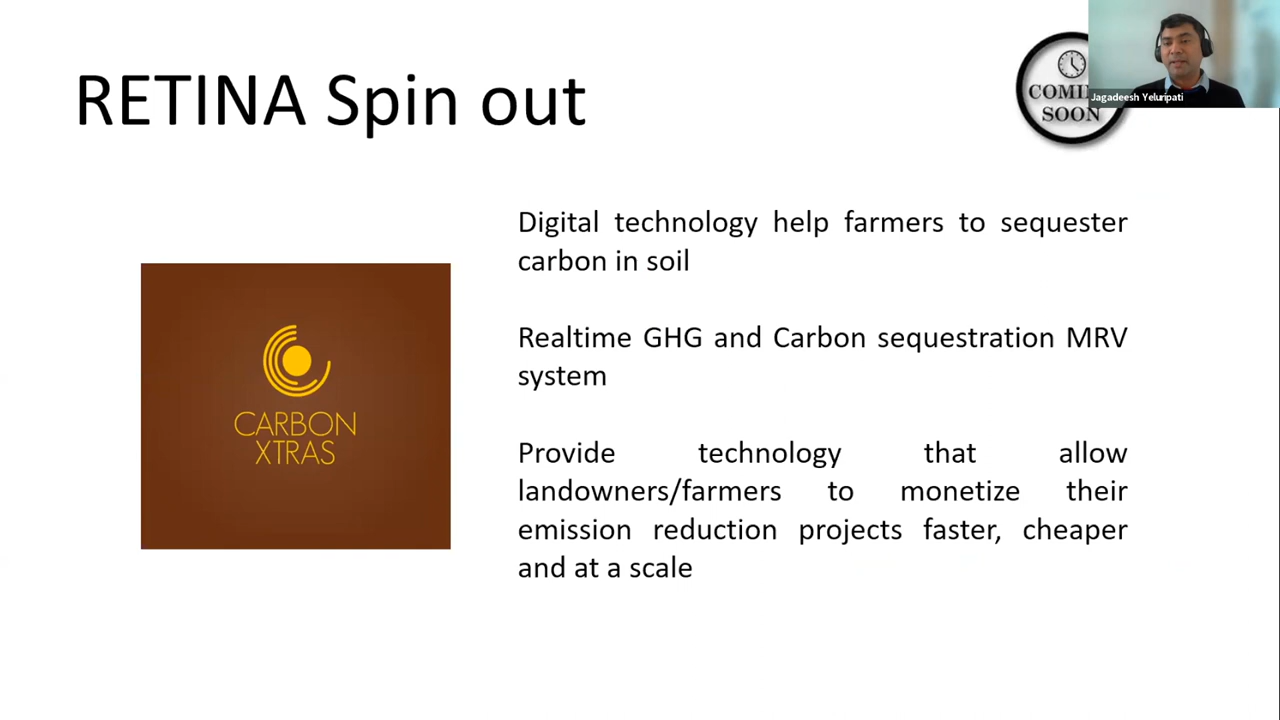 RETINA Spin out
COMI
SOON
Jagadeesh Yeluripati
Digital technology help farmers to sequester
carbon in soil
Realtime GHG and Carbon sequestration MRV
system
Provide technology that allow
landowners/farmers to monetize their
emission reduction projects faster, cheaper
and at a scale
CARBON
XTRAS